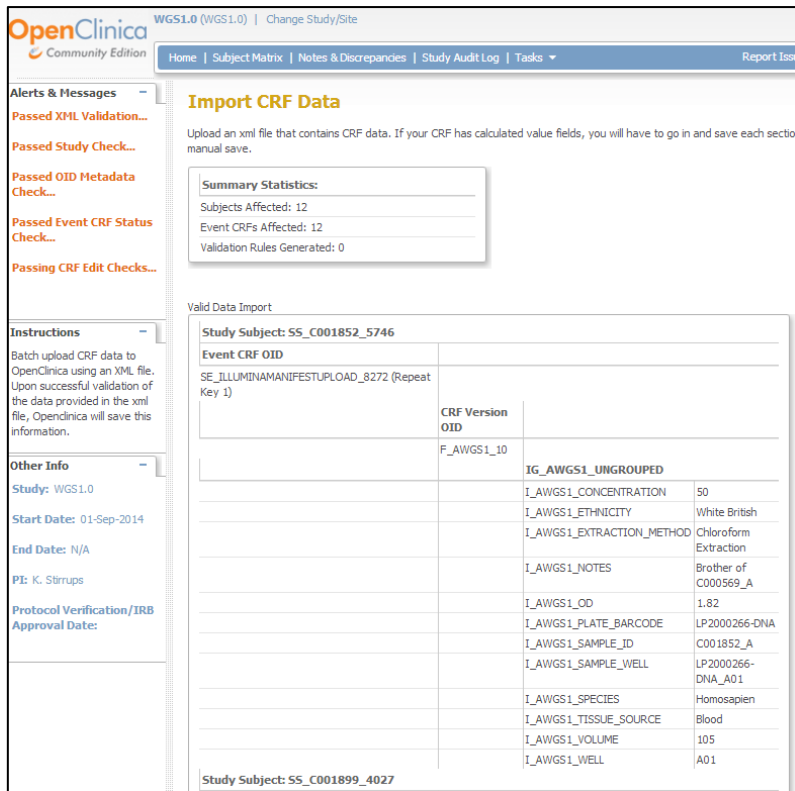 OpenClinica
Community Edition
WGS1.0 (WGS1.0) | Change Study/Site
Home | Subject Matrix | Notes & Discrepancies | Study Audit Log | Tasks
Report Iss
Alerts & Messages
Passed XML Validation...
Passed Study Check...
Passed OID Metadata
Check...
Passed Event CRF Status
Check...
Passing CRF Edit Checks...
Instructions
Batch upload CRF data to
OpenClinica using an XML file.
Upon successful validation of
the data provided in the xml
file, Openclinica will save this
information.
Other Info
Study: WGS1.0
Start Date: 01-Sep-2014
End Date: N/A
PI: K. Stirrups
Protocol Verification/IRB
Approval Date:
Import CRF Data
Upload an xml file that contains CRF data. If your CRF has calculated value fields, you will have to go in and save each sectio
manual save.
Summary Statistics:
Subjects Affected: 12
Event CRFs Affected: 12
Validation Rules Generated: 0
Valid Data Import
Study Subject: SS_C001852_5746
Event CRF OID
SE_ILLUMINAMANIFESTUPLOAD_8272 (Repeat
Key 1)
CRF Version
OID
F_AWGS1_10
IG_AWGS1_UNGROUPED
I_AWGS1_CONCENTRATION 50
I_AWGS1_ETHNICITY White British
I_AWGS1_EXTRACTION_METHOD Chloroform
Extraction
I_AWGS1_NOTES Brother of
C000569_A
I_AWGS1_OD 1.82
I_AWGS1_PLATE_BARCODE LP2000266-DNA
I_AWGS1_SAMPLE_ID C001852_A
I_AWGS1_SAMPLE_WELL LP2000266-
DNA_A01
I_AWGS1_SPECIES Homosapien
I_AWGS1_TISSUE_SOURCE Blood
I_AWGS1_VOLUME 105
I_AWGS1_WELL A01
Study Subject: SS_C001899_4027